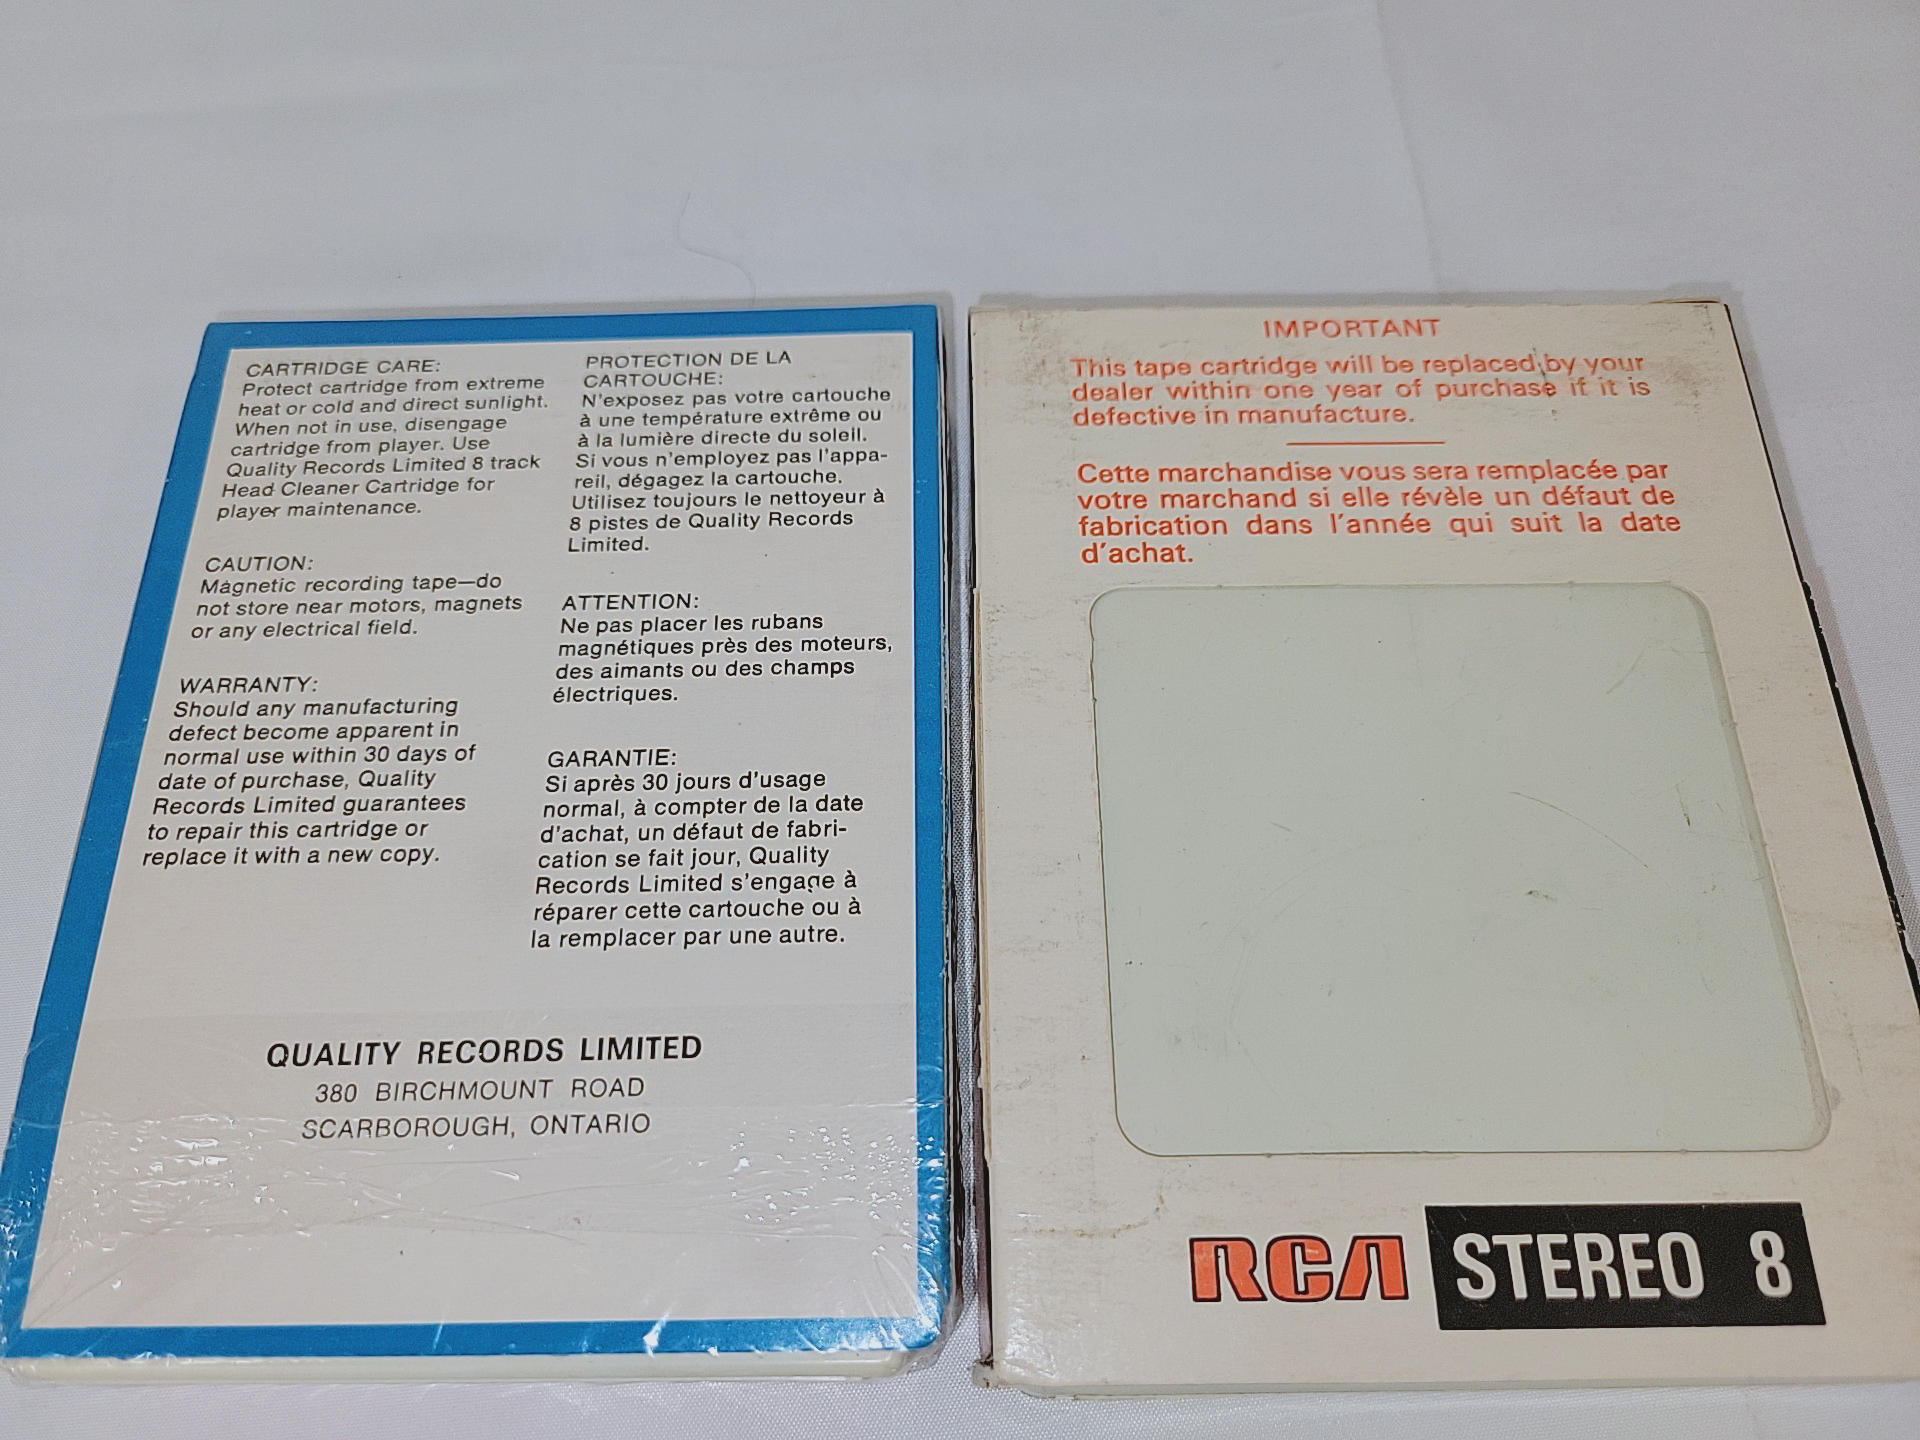 CARTRIDGE CARE:
Protect cartridge from extreme
heat or cold and direct sunlight.
When not in use, disengage
cartridge from player. Use
Quality Records Limited 8 track
Head Cleaner Cartridge for
player maintenance.
CAUTION:
Magnetic recording tape—do
not store near motors, magnets
or any electrical field.
WARRANTY:
Should any manufacturing
defect become apparent in
normal use within 30 days of
date of purchase, Quality
Records Limited guarantees
to repair this cartridge or
replace it with a new copy.
PROTECTION DE LA
CARTOUCHE:
N'exposez pas votre cartouche
à une température extrême ou
à la lumière directe du soleil.
Si vous n'employez pas l'appa-
reil, dégagez la cartouche.
Utilisez toujours le nettoyeur à
8 pistes de Quality Records
Limited.
ATTENTION:
Ne pas placer les rubans
magnétiques près des moteurs,
des aimants ou des champs
électriques.
GARANTIE:
Si après 30 jours d'usage
normal, à compter de la date
d'achat, un défaut de fabri-
cation se fait jour, Quality
Records Limited s'engage à
réparer cette cartouche ou à
la remplacer par une autre.
QUALITY RECORDS LIMITED
380 BIRCHMOUNT ROAD
SCARBOROUGH, ONTARIO
IMPORTANT
This tape cartridge will be replaced by your
dealer within one year of purchase if it is
defective in manufacture.
Cette marchandise vous sera remplacée par
votre marchand si elle révèle un défaut de
fabrication dans l'année qui suit la date
d'achat.
RCA STEREO 8